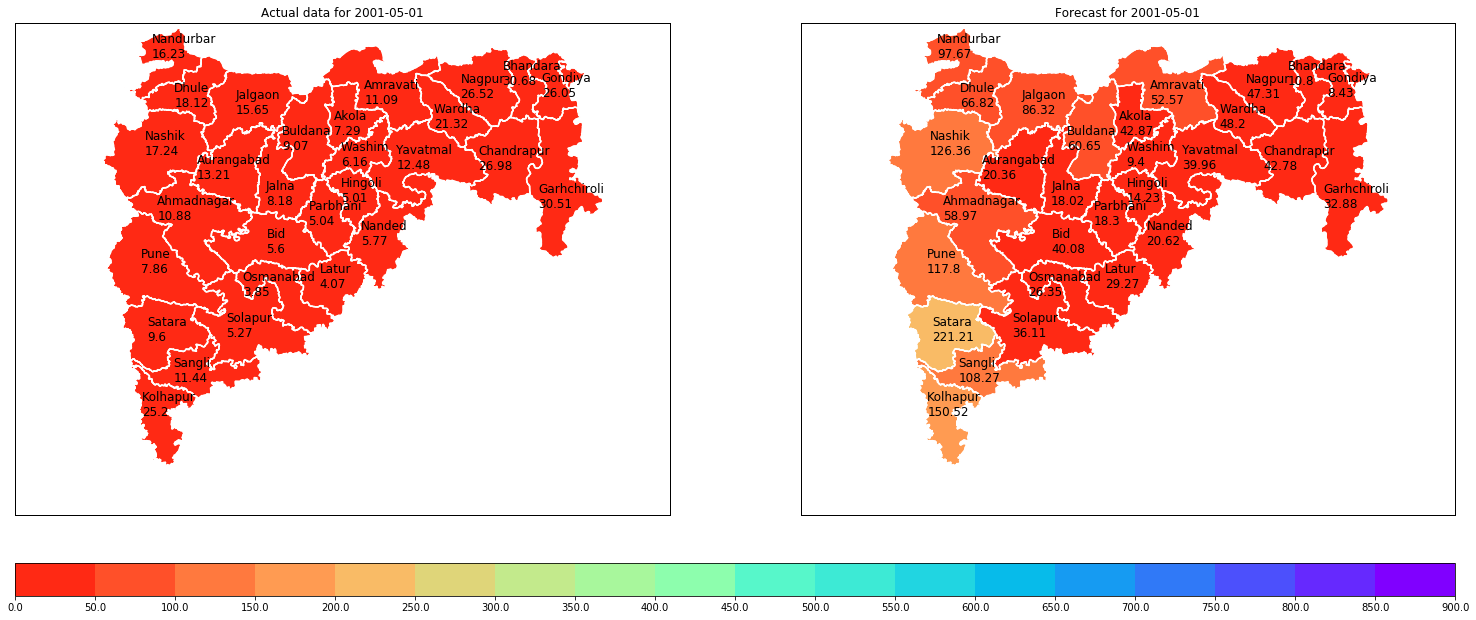 Actual data for 2001-05-01
Nandurbar
16.23
Dhule
18.12
Jalgaon
15.65
Nashik
17.24
Aurangabad
13.21
Buldana
9.07
Akola
7.29
Amravati
11.09
Washim
6.16
Yavatmal
12.48
Wardha
21.32
Nagpur
26.52
Bhandara
30.68
Gondiya
26.05
Chandrapur
26.98
Garhchiroli
30.51
Ahmadnagar
10.88
Jalna
8.18
Hingoli
5.01
Parbhani
5.04
Nanded
5.77
Bid
5.6
Pune
7.86
Osmanabad
3.85
Latur
4.07
Satara
9.6
Solapur
5.27
Sangli
11.44
Kolhapur
25.2
Forecast for 2001-05-01
Nandurbar
97.67
Dhule
66.82
Jalgaon
86.32
Nashik
126.36
Aurangabad
20.36
Buldana
60.65
Akola
42.87
Amravati
52.57
Washim
9.4
Yavatmal
39.96
Wardha
48.2
Nagpur
47.31
Bhandara
10.8
Gondiya
8.43
Chandrapur
42.78
Garhchiroli
32.88
Ahmadnagar
58.97
Jalna
18.02
Hingoli
14.23
Parbhani
18.3
Nanded
20.62
Bid
40.08
Pune
117.8
Osmanabad
26.35
Latur
29.27
Satara
221.21
Solapur
36.11
Sangli
108.27
Kolhapur
150.52
0.0 50.0 100.0 150.0 200.0 250.0 300.0 350.0 400.0 450.0 500.0 550.0 600.0 650.0 700.0 750.0 800.0 850.0 900.0